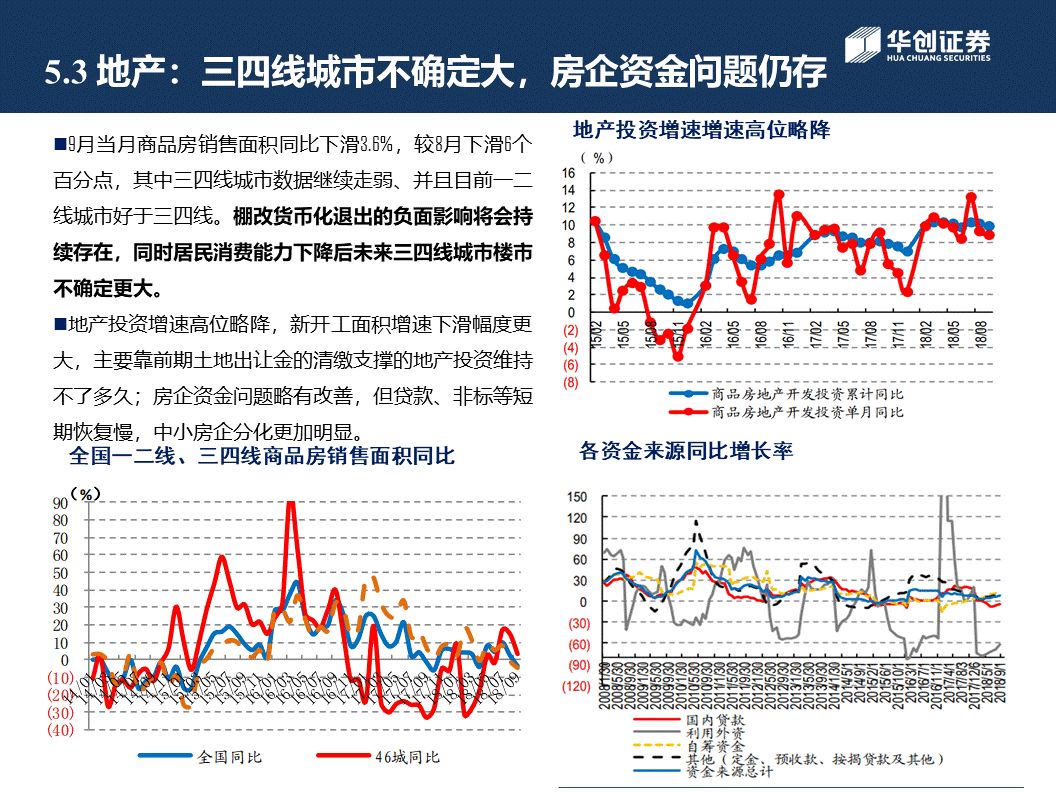 5.3 地产：三四线城市不确定大，房企资金问题仍存
华创证券
HUA CHUANG SECURITIES
■9月当月商品房销售面积同比下滑3.6%，较8月下滑6个
百分点，其中三四线城市数据继续走弱、并且目前一二
线城市好于三四线。棚改货币化退出的负面影响将会持
续存在，同时居民消费能力下降后未来三四线城市楼市
不确定更大。
■地产投资增速高位略降，新开工面积增速下滑幅度更
大，主要靠前期土地出让金的清缴支撑的地产投资维持
不了多久；房企资金问题略有改善，但贷款、非标等短
期恢复慢，中小房企分化更加明显。
地产投资增速增速高位略降
（%）
16
14
12
10
8
6
4
2
0
(2)
(4)
(6)
(8)
15/02
15/05
15/08
15/11
16/02
16/05
16/08
16/11
17/02
17/05
17/08
17/11
18/02
18/05
18/08
商品房地产开发投资累计同比
商品房地产开发投资单月同比
全国一二线、三四线商品房销售面积同比
（%）
90
80
70
60
50
40
30
20
10
0
(10)
(20)
(30)
(40)
18/09
全国同比
46城同比
各资金来源同比增长率
150
120
90
60
30
0
(30)
(60)
(90)
(120)
国内贷款
利用外资
自筹资金
其他（定金、预收款、按揭贷款及其他）
资金来源总计